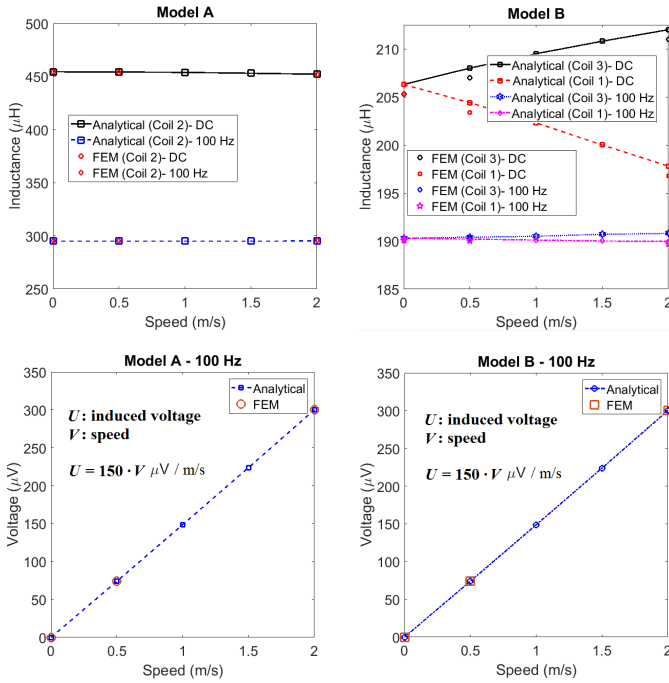 Model A
Inductance (μH)
500
450
400
350
300
250
Analytical (Coil 2)- DC
Analytical (Coil 2)- 100 Hz
FEM (Coil 2)- DC
FEM (Coil 2)- 100 Hz
0 0.5 1 1.5 2
Speed (m/s)
Model B
Inductance (μH)
210
205
200
195
190
185
Analytical (Coil 3)- DC
Analytical (Coil 1)- DC
Analytical (Coil 3)- 100 Hz
Analytical (Coil 1)- 100 Hz
FEM (Coil 3)- DC
FEM (Coil 1)- DC
FEM (Coil 3)- 100 Hz
FEM (Coil 1)- 100 Hz
0 0.5 1 1.5 2
Speed (m/s)
Model A - 100 Hz
Voltage (μV)
350
300
250
200
150
100
50
0
Analytical
FEM
U: induced voltage
V: speed
U = 150 · V μV / m/s
0 0.5 1 1.5 2
Speed (m/s)
Model B - 100 Hz
Voltage (μV)
350
300
250
200
150
100
50
0
Analytical
FEM
U: induced voltage
V: speed
U = 150 · V μV / m/s
0 0.5 1 1.5 2
Speed (m/s)